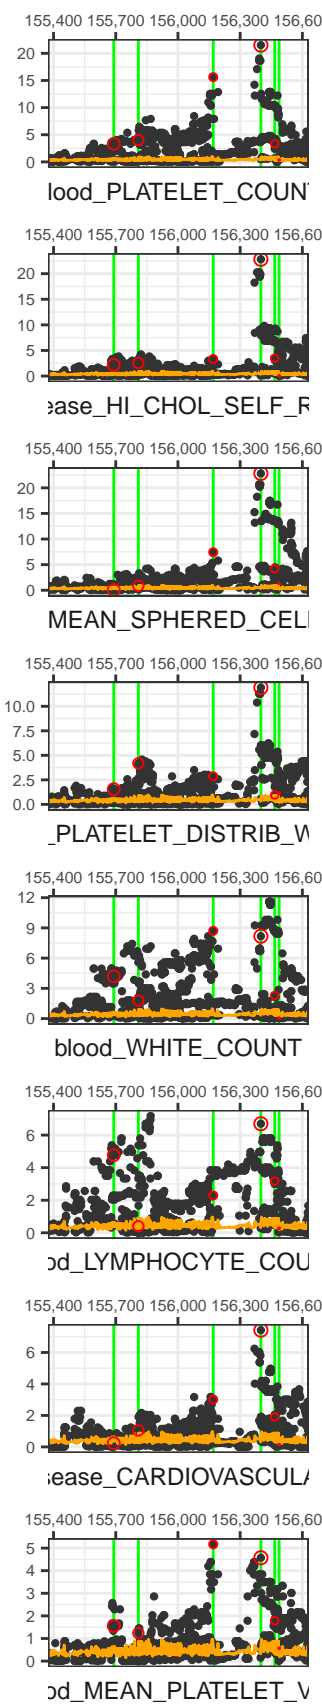 155,400 155,700 156,000 156,300 156,60
20
15
10
5
0
lood_PLATELET_COUN
155,400 155,700 156,000 156,300 156,60
20
15
10
5
0
ease_HI_CHOL_SELF_R
155,400 155,700 156,000 156,300 156,60
20
15
10
5
0
MEAN_SPHERED_CEL
155,400 155,700 156,000 156,300 156,60
10.0
7.5
5.0
2.5
0.0
_PLATELET_DISTRIB_W
155,400 155,700 156,000 156,300 156,60
12
9
6
3
0
blood_WHITE_COUNT
155,400 155,700 156,000 156,300 156,60
6
4
2
0
od_LYMPHOCYTE_COU
155,400 155,700 156,000 156,300 156,60
6
4
2
0
sease_CARDIOVASCULA
155,400 155,700 156,000 156,300 156,60
5
4
3
2
1
0
od_MEAN_PLATELET_V